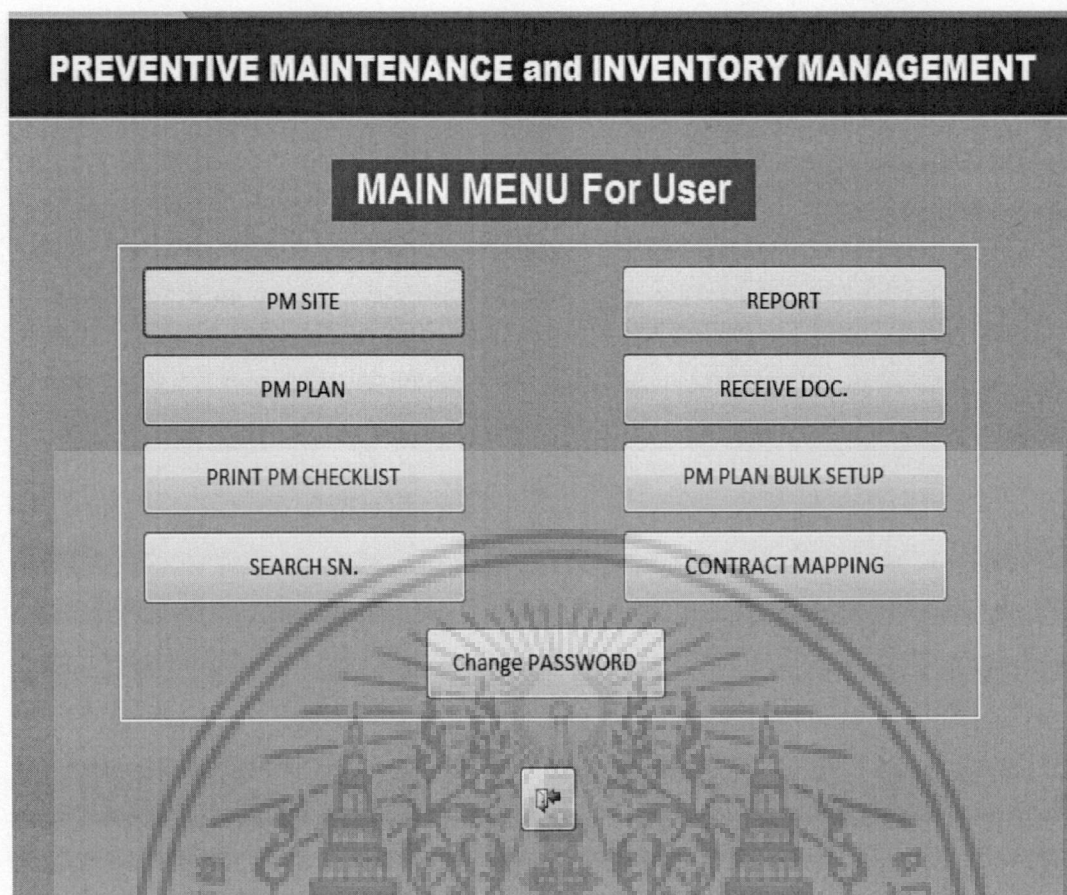 PREVENTIVE MAINTENANCE and INVENTORY MANAGEMENT
MAIN MENU For User
PM SITE
REPORT
PM PLAN
RECEIVE DOC.
PRINT PM CHECKLIST
PM PLAN BULK SETUP
SEARCH SN.
CONTRACT MAPPING
Change PASSWORD